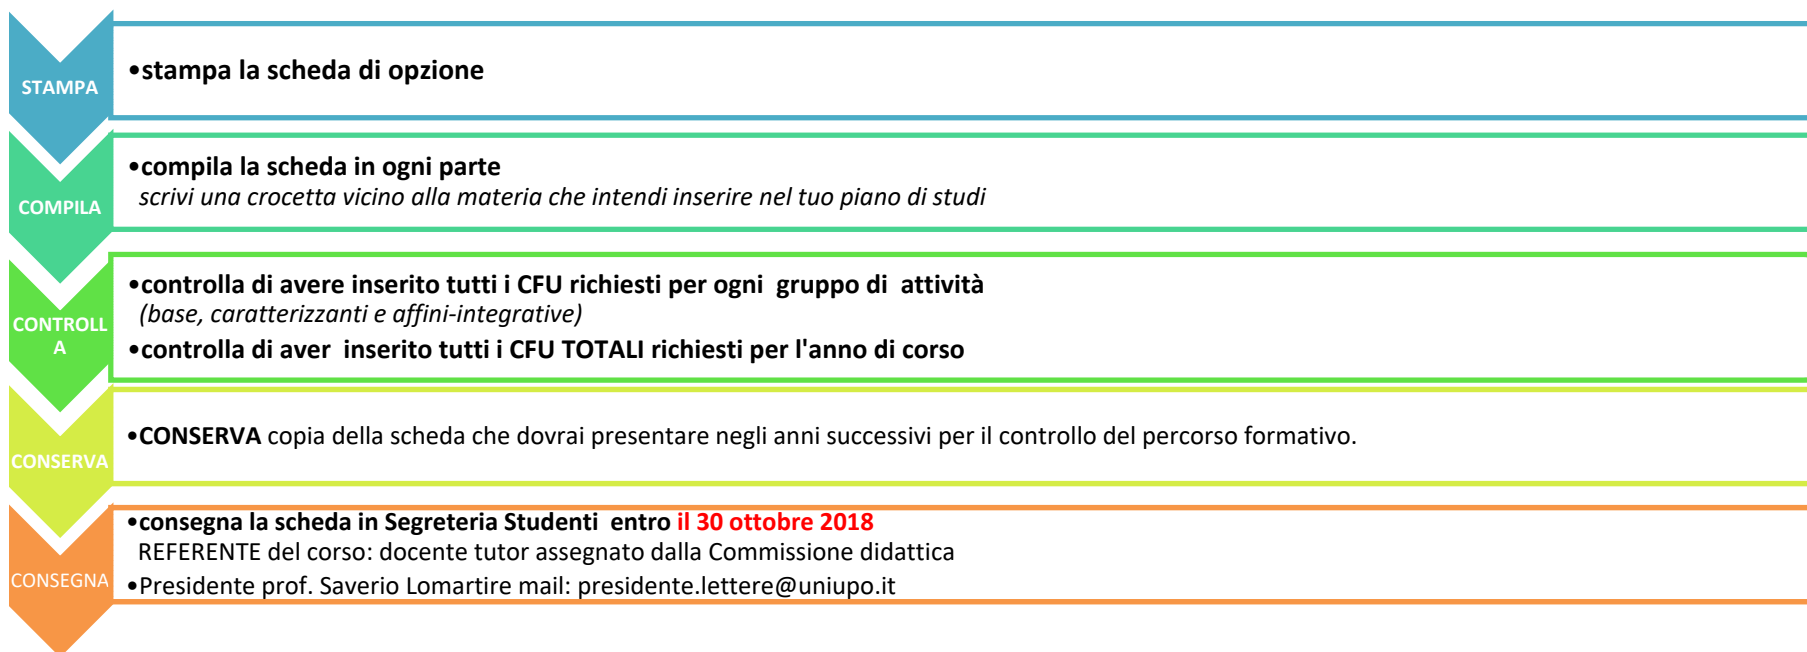 STAMPA
•stampa la scheda di opzione
COMPILA
•compila la scheda in ogni parte
scrivi una crocetta vicino alla materia che intendi inserire nel tuo piano di studi
CONTROLL
A
•controlla di avere inserito tutti i CFU richiesti per ogni gruppo di attività
(base, caratterizzanti e affini-integrative)
•controlla di aver inserito tutti i CFU TOTALI richiesti per l'anno di corso
CONSERVA
•CONSERVA copia della scheda che dovrai presentare negli anni successivi per il controllo del percorso formativo.
CONSEGNA
•consegna la scheda in Segreteria Studenti entro il 30 ottobre 2018
REFERENTE del corso: docente tutor assegnato dalla Commissione didattica
•Presidente prof. Saverio Lomartire mail: presidente.lettere@uniupo.it